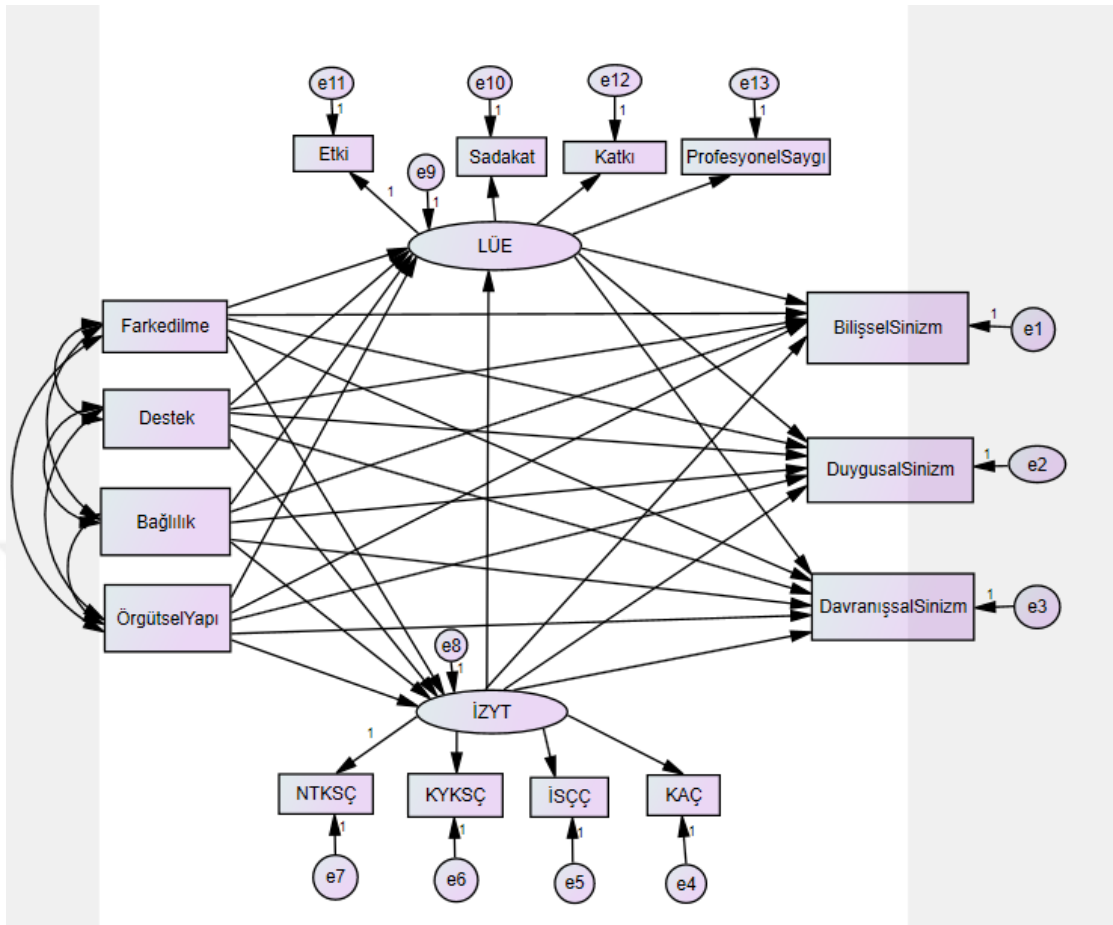 e11
e10
e12
e13
1
1
1
1
Etki
Sadakat
Katkı
ProfesyonelSaygı
e9
1
1
LÜE
Farkedilme
BilişselSinizm
1
e1
Destek
DuygusalSinizm
1
e2
Bağlılık
DavranışsalSinizm
1
e3
ÖrgütselYapı
e8
1
İZYT
1
NTKSÇ
KYKSÇ
İSÇÇ
KAÇ
1
1
1
1
e7
e6
e5
e4